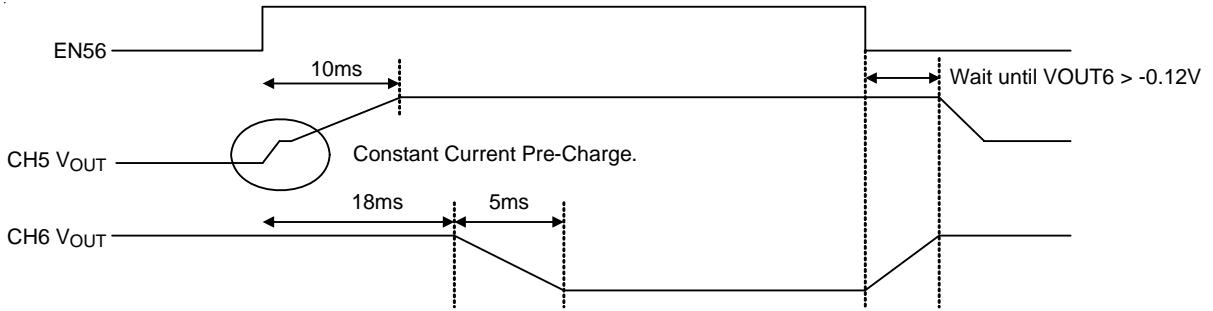 EN56
10ms
Wait until VOUT6 > -0.12V
CH5 VOUT
Constant Current Pre-Charge.
18ms
5ms
CH6 VOUT